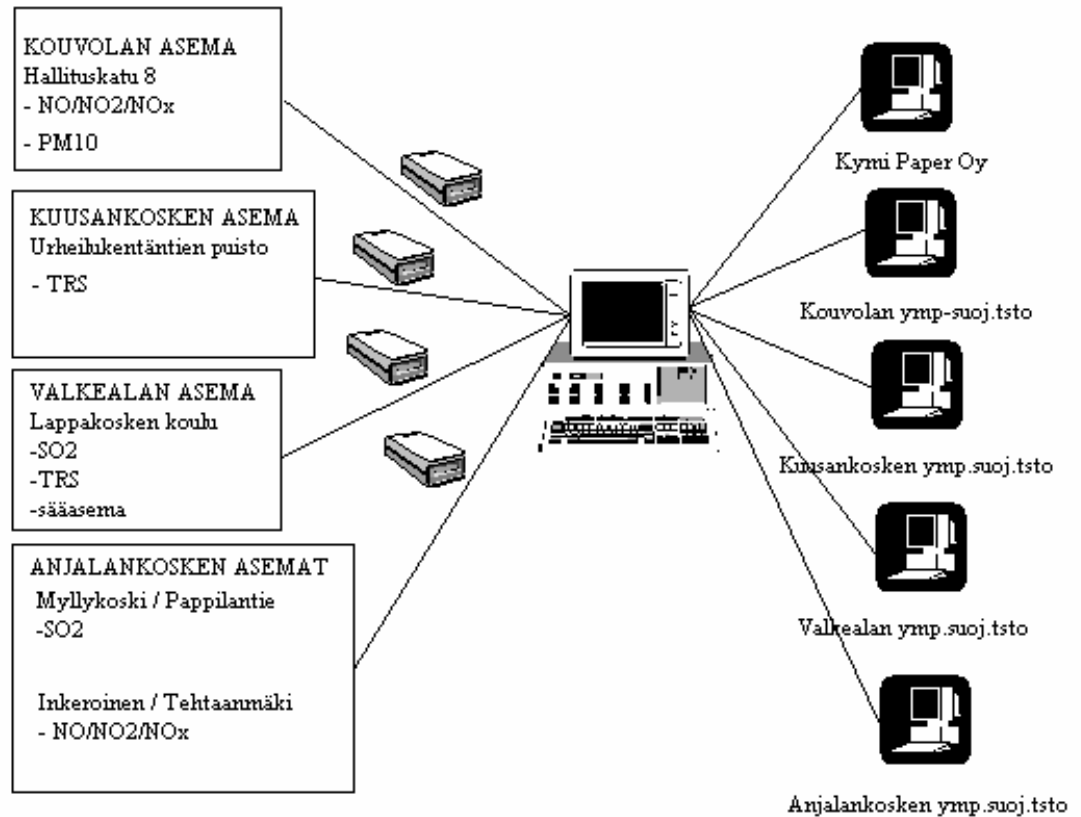 KOUVOLAN ASEMA
Hallituskatu 8
- NO/NO2/NOx
- PM10
KUUSANKOSKEN ASEMA
Urheilukentäntien puisto
- TRS
VALKEALAN ASEMA
Lappakosken koulu
-SO2
-TRS
-sääasema
ANJALANKOSKEN ASEMAT
Myllykoski / Pappilantie
-SO2
Inkeroinen / Tehtaanmäki
- NO/NO2/NOx
Kymi Paper Oy
Kouvolan ymp-suoj.tsto
Kuusankosken ymp.suoj.tsto
Valkealan ymp.suoj.tsto
Anjalankosken ymp.suoj.tsto